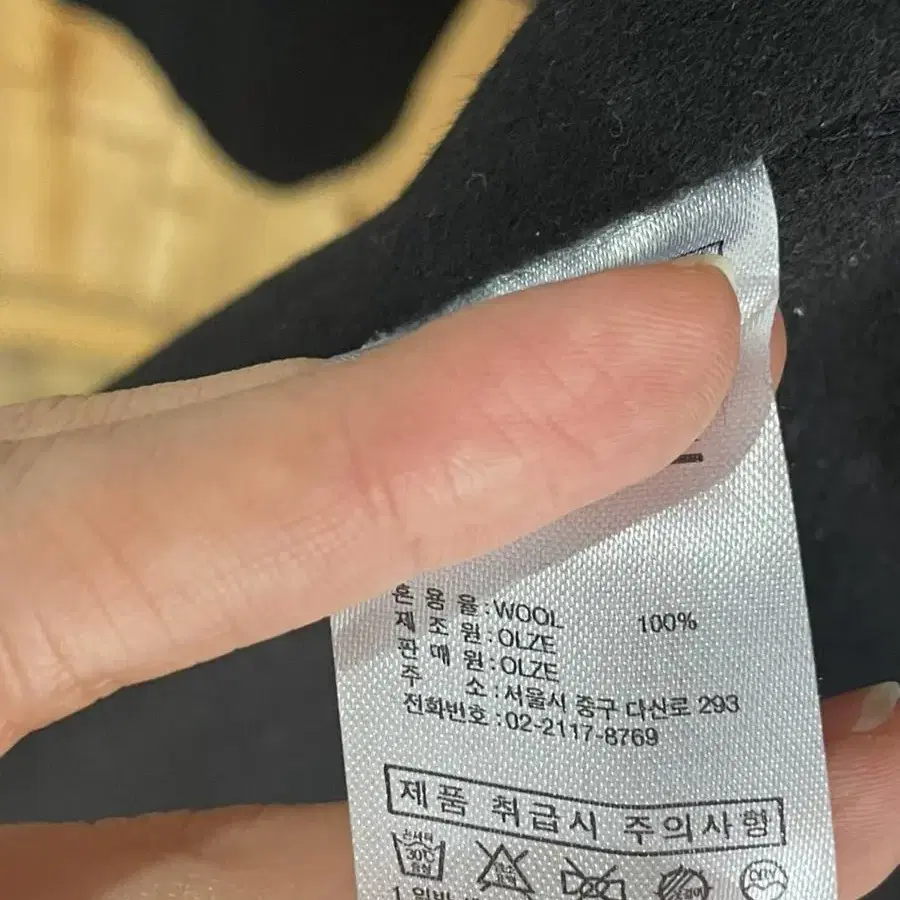 혼 용 율 : WOOL 100%
제 조 원 : OLZE
판 매 원 : OLZE
주 소 : 서울시 중구 다산로 293
전화번호 : 02-2117-8769
제품 취급시 주의사항
30℃